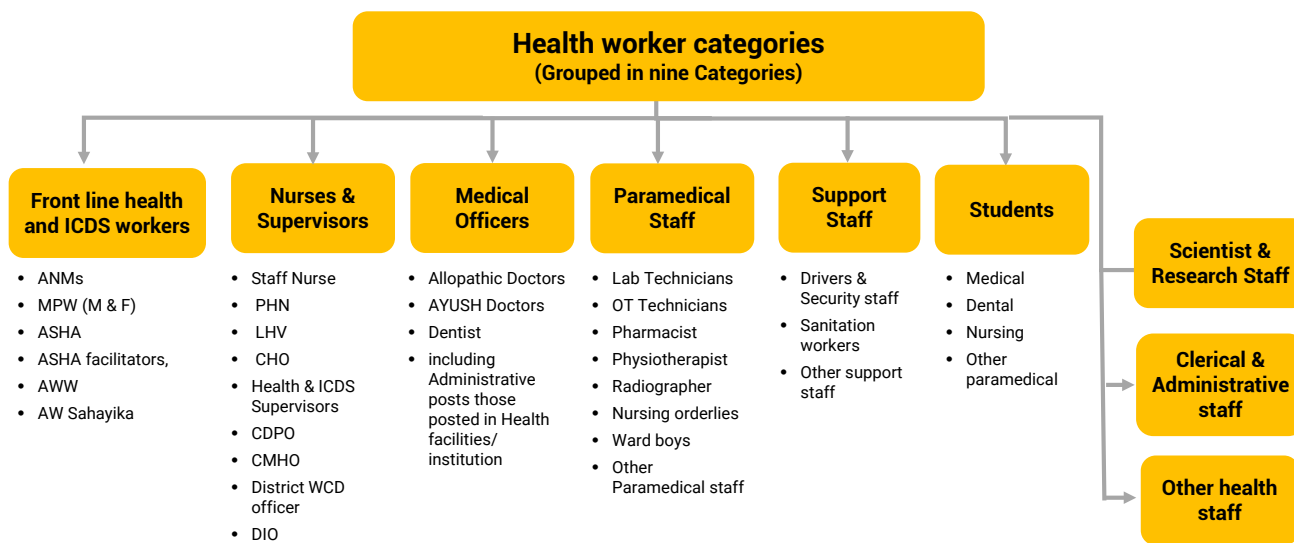 Health worker categories
(Grouped in nine Categories)
Front line health
and ICDS workers
• ANMs
• MPW (M & F)
• ASHA
• ASHA facilitators,
• AWW
• AW Sahayika
Nurses &
Supervisors
• Staff Nurse
• PHN
• LHV
• CHO
• Health & ICDS
Supervisors
• CDPO
• CMHO
• District WCD
officer
• DIO
Medical
Officers
• Allopathic Doctors
• AYUSH Doctors
• Dentist
• including
Administrative
posts those
posted in Health
facilities/
institution
Paramedical
Staff
• Lab Technicians
• OT Technicians
• Pharmacist
• Physiotherapist
• Radiographer
• Nursing orderlies
• Ward boys
• Other
Paramedical staff
Support
Staff
• Drivers &
Security staff
• Sanitation
workers
• Other support
staff
Students
• Medical
• Dental
• Nursing
• Other
paramedical
Scientist &
Research Staff
Clerical &
Administrative
staff
Other health
staff